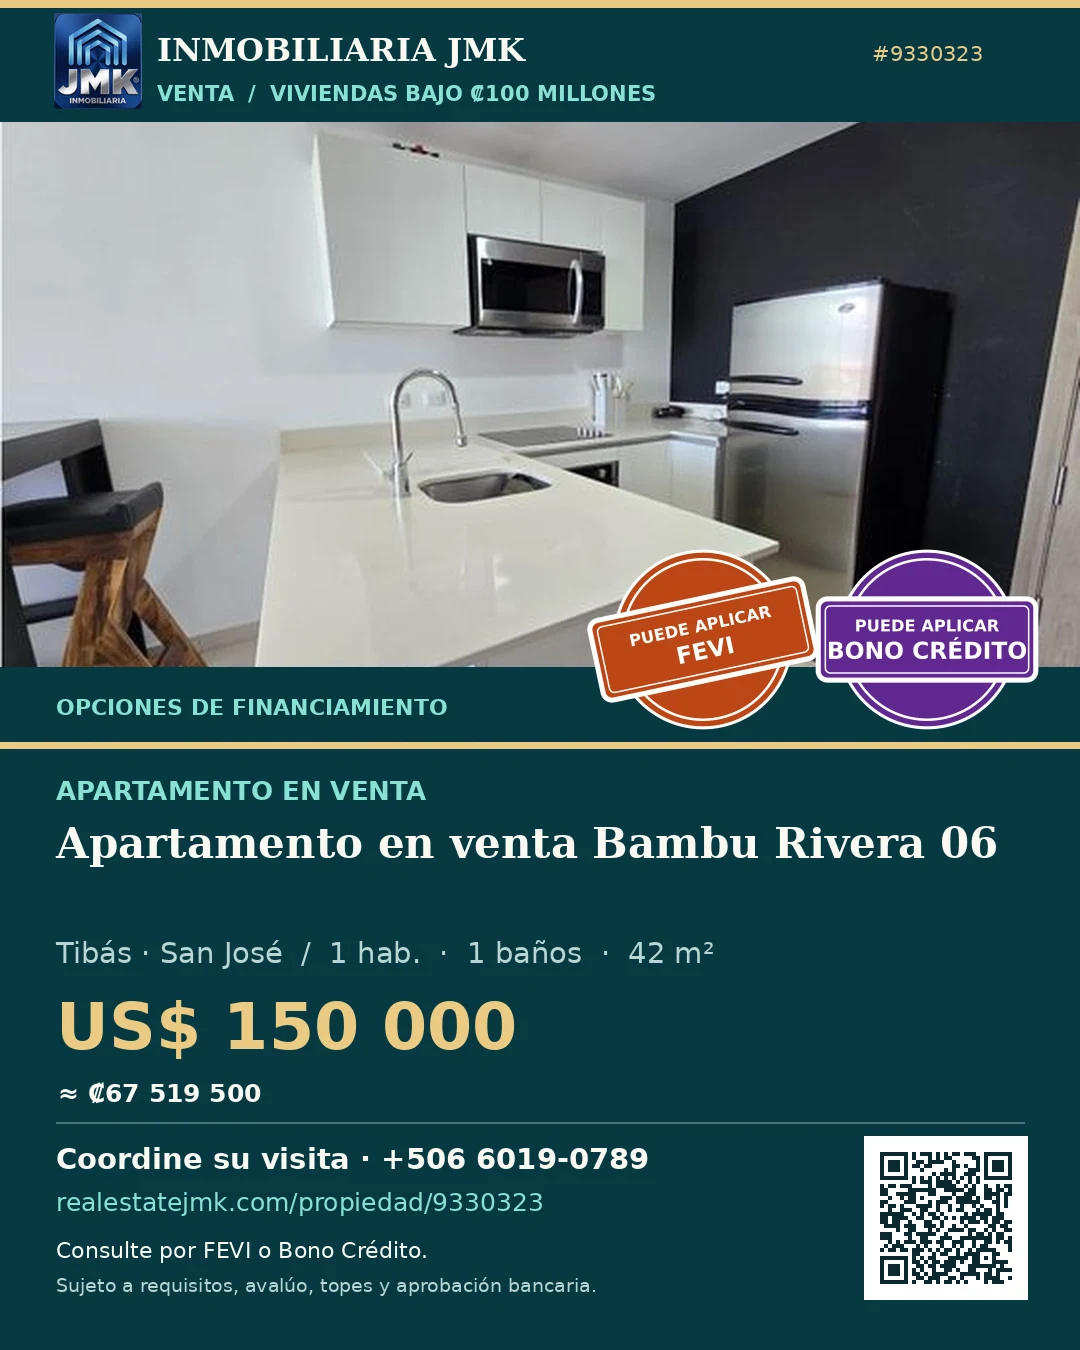 JMK
INMOBILIARIA
INMOBILIARIA JMK
#9330323
VENTA / VIVIENDAS BAJO ₡100 MILLONES
PUEDE APLICAR
FEVI
PUEDE APLICAR
BONO CRÉDITO
OPCIONES DE FINANCIAMIENTO
APARTAMENTO EN VENTA
Apartamento en venta Bambu Rivera 06
Tibás · San José / 1 hab. · 1 baños · 42 m²
US$ 150 000
≈ ₡67 519 500
Coordine su visita · +506 6019-0789
realestatejmk.com/propiedad/9330323
Consulte por FEVI o Bono Crédito.
Sujeto a requisitos, avalúo, topes y aprobación bancaria.